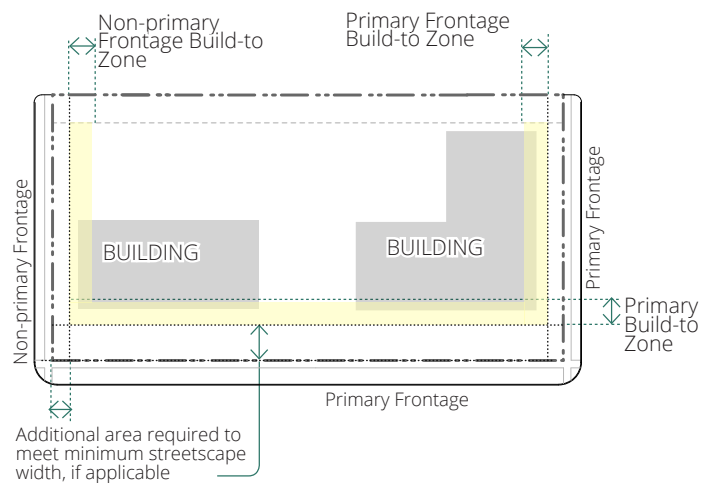 Non-primary
Frontage Build-to
Zone
Primary Frontage
Build-to Zone
Non-primary Frontage
BUILDING
BUILDING
Primary Frontage
Primary
Build-to
Zone
Primary Frontage
Additional area required to
meet minimum streetscape
width, if applicable